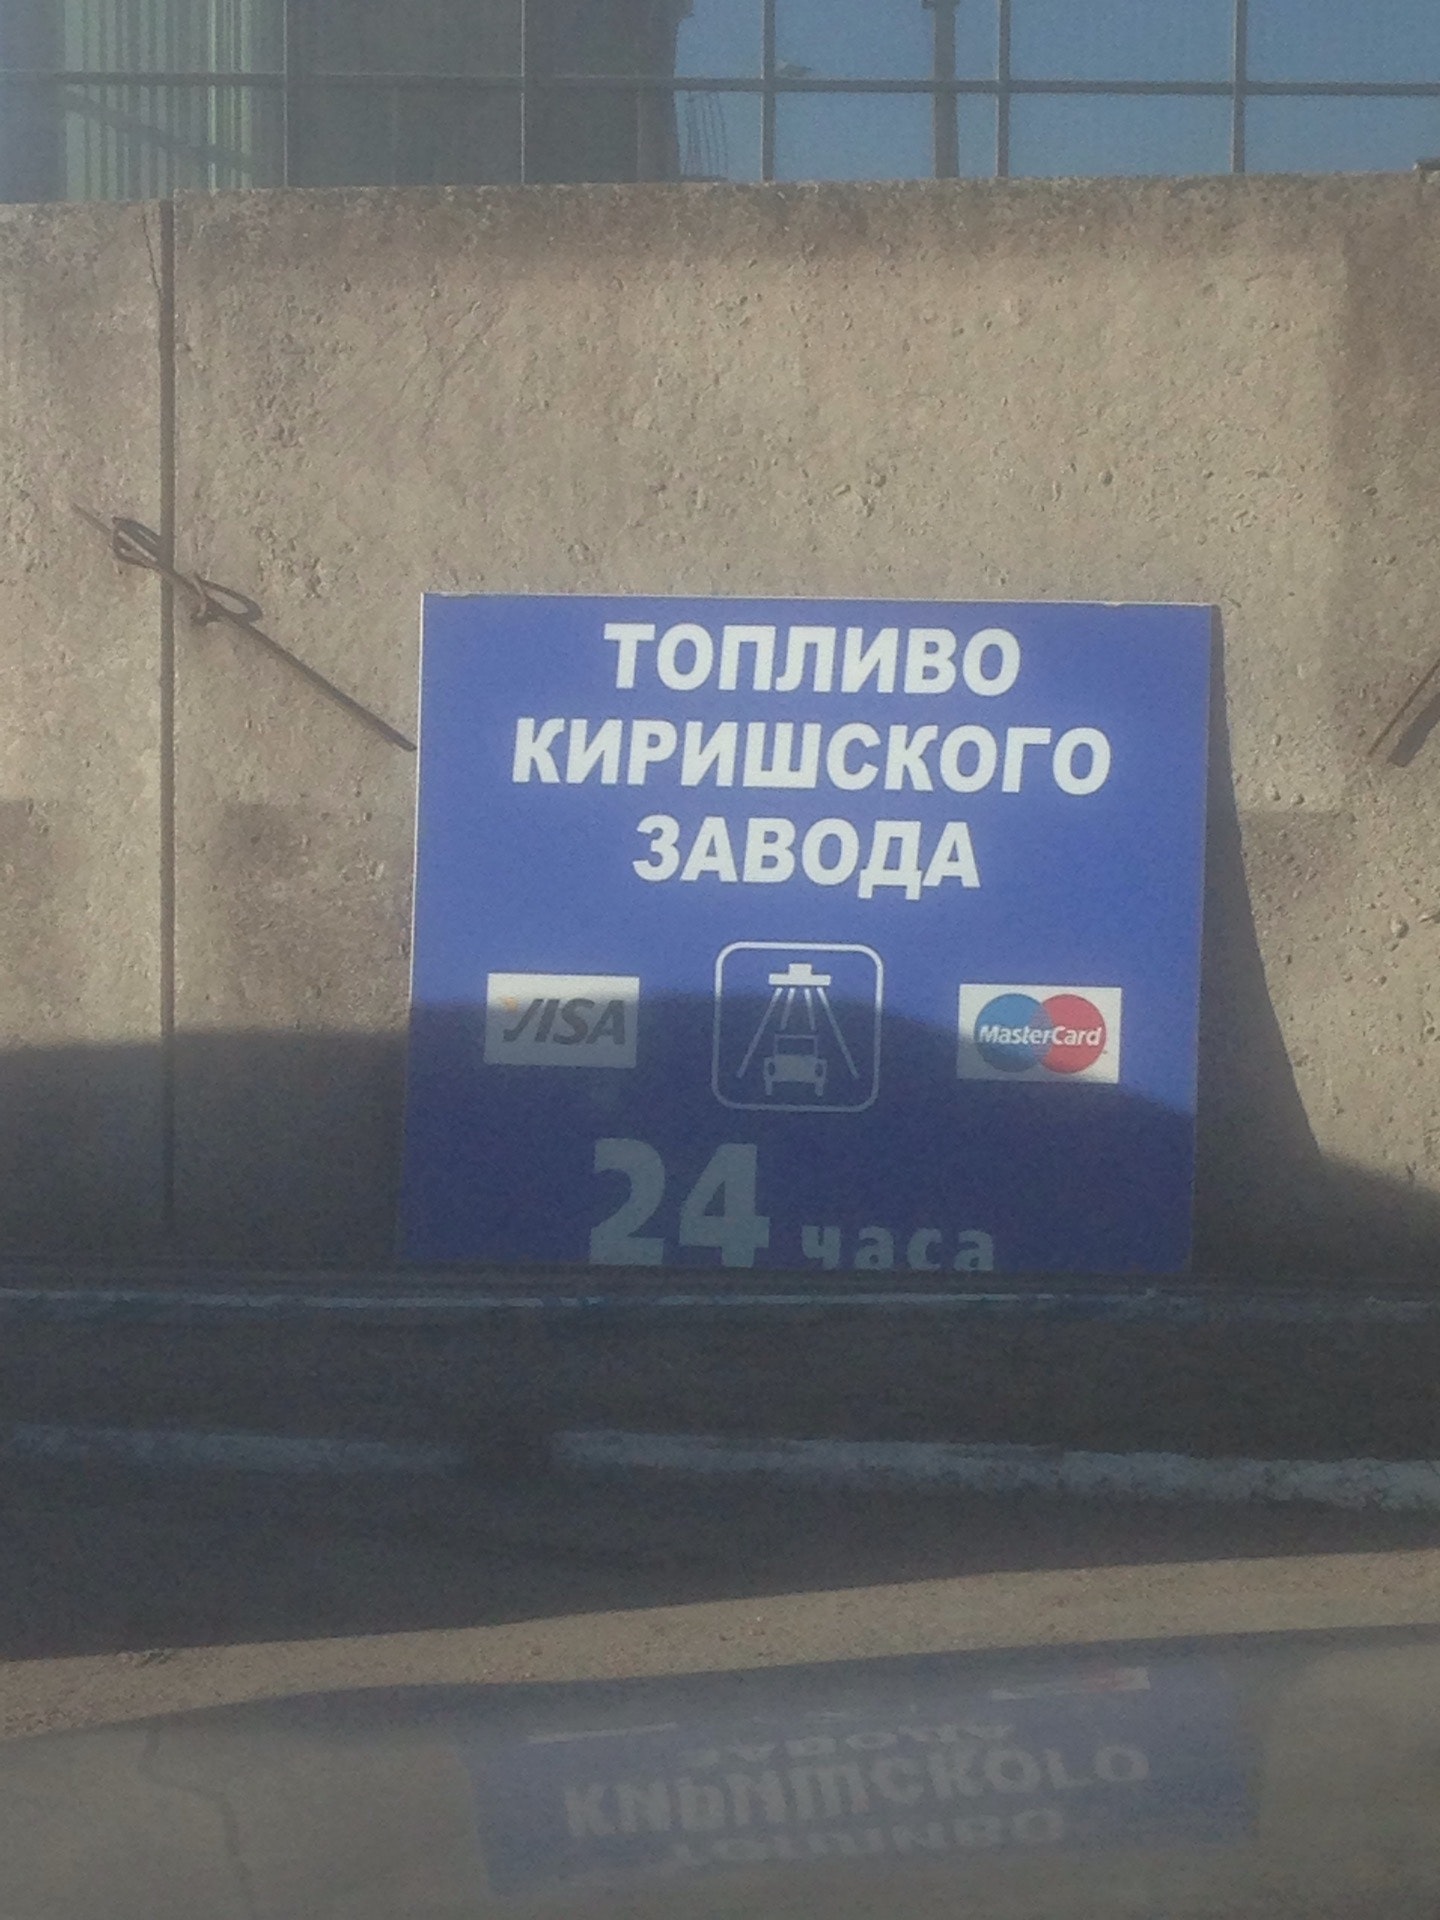 ТОПЛИВО
КИРИШСКОГО
ЗАВОДА
VISA
MasterCard
24 часа